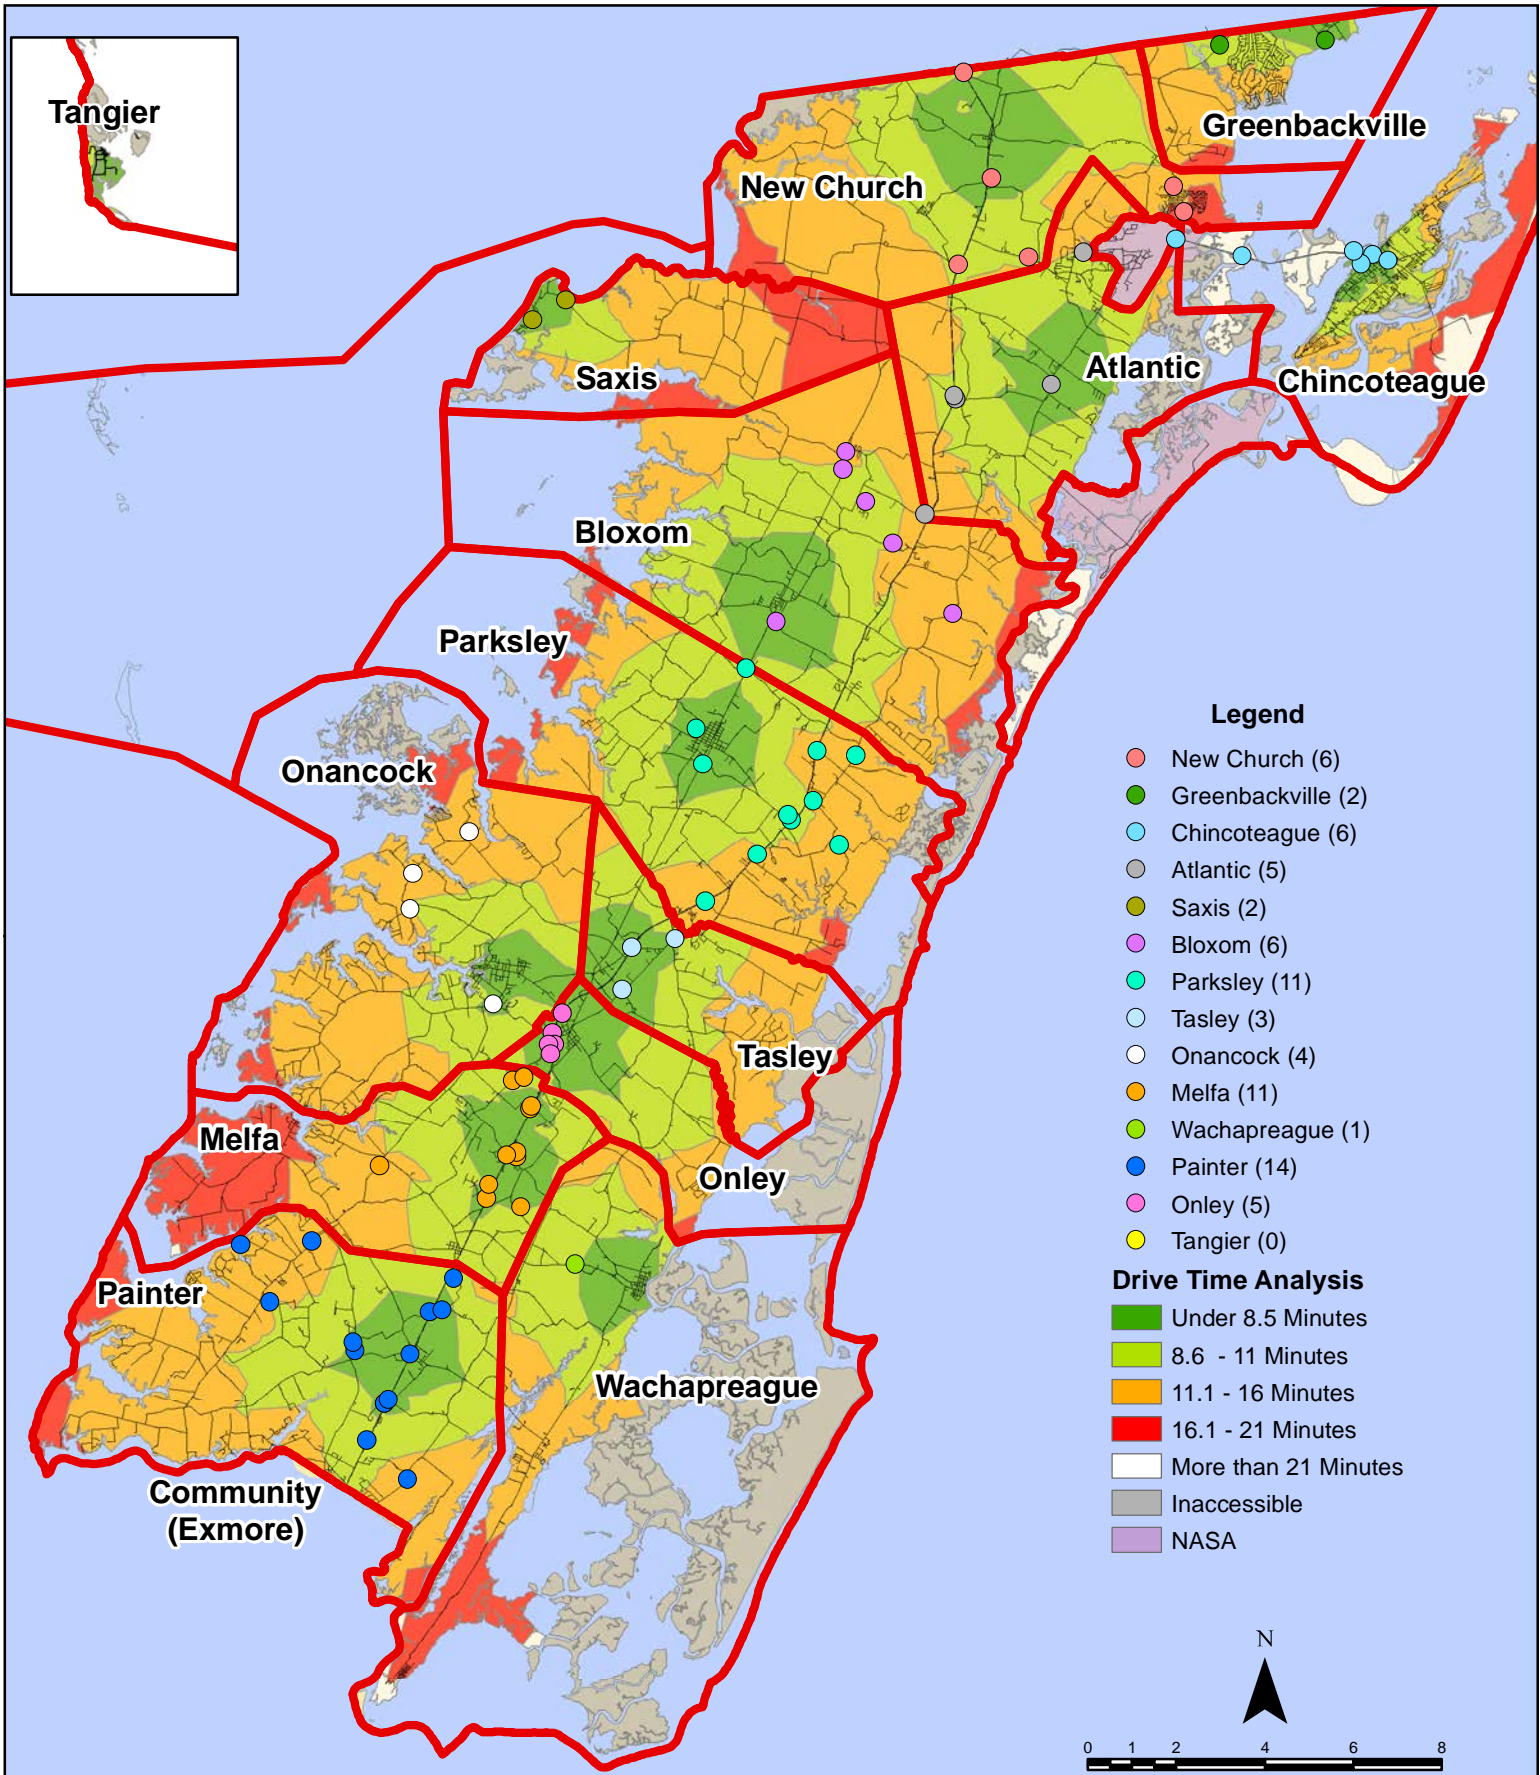 Tangier
Greenbackville
New Church
Saxis
Atlantic
Chincoteague
Bloxom
Parksley
Onancock
Tasley
Melfa
Onley
Painter
Wachapreague
Community
(Exmore)
Legend
New Church (6)
Greenbackville (2)
Chincoteague (6)
Atlantic (5)
Saxis (2)
Bloxom (6)
Parksley (11)
Tasley (3)
Onancock (4)
Melfa (11)
Wachapreague (1)
Painter (14)
Onley (5)
Tangier (0)
Drive Time Analysis
Under 8.5 Minutes
8.6 - 11 Minutes
11.1 - 16 Minutes
16.1 - 21 Minutes
More than 21 Minutes
Inaccessible
NASA
N
0 1 2 4 6 8